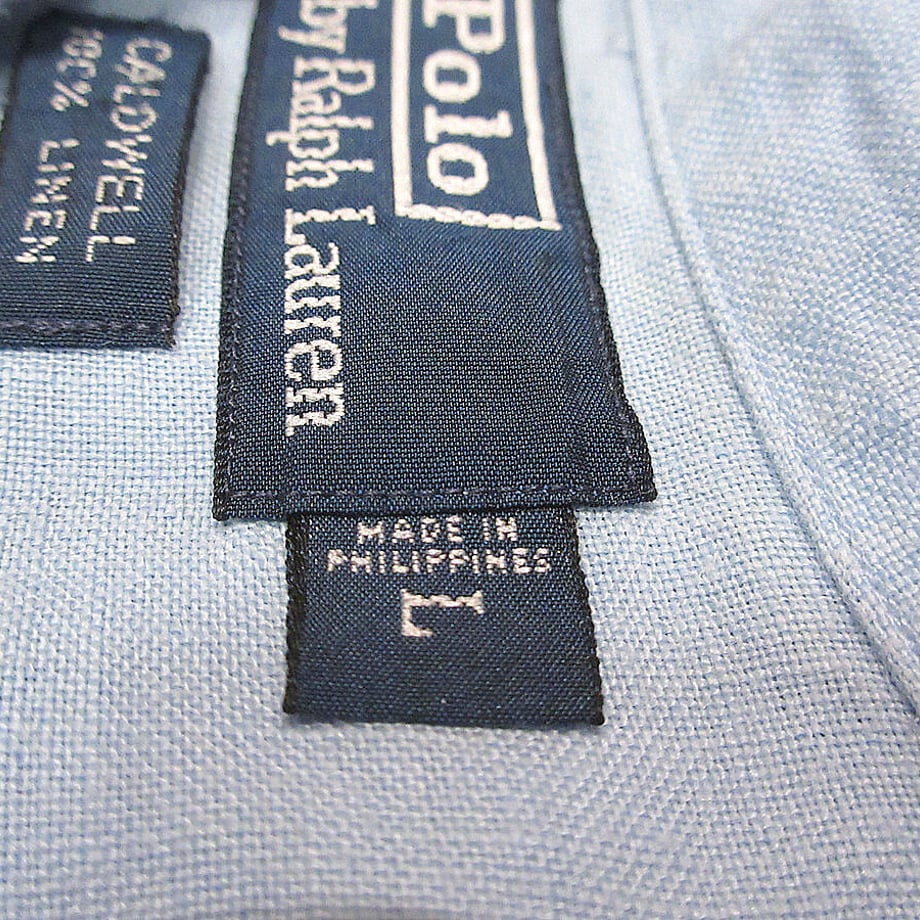 CALDWELL
100% LINEN
Polo
by Ralph Lauren
MADE IN
PHILIPPINES
L